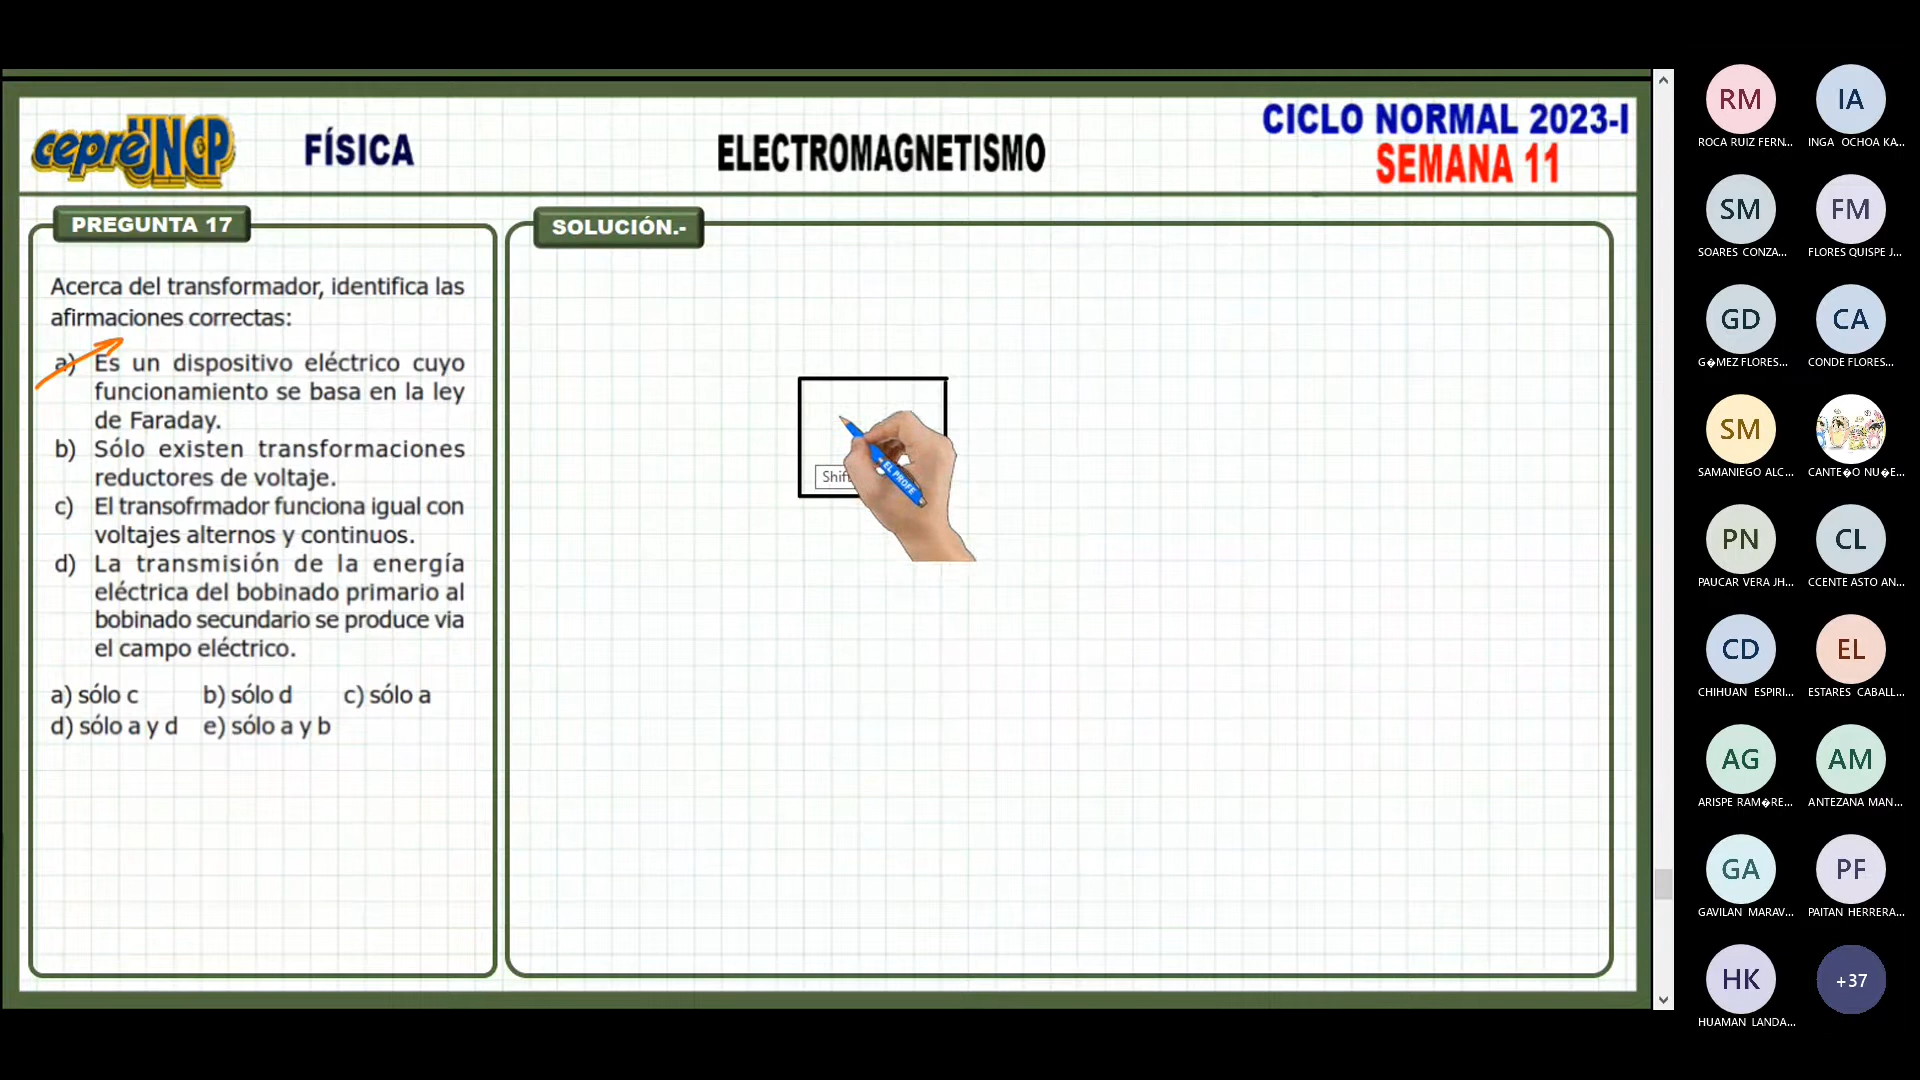 cepreUNCP
FÍSICA
ELECTROMAGNETISMO
CICLO NORMAL 2023-I
SEMANA 11
PREGUNTA 17
Acerca del transformador, identifica las
afirmaciones correctas:
a) Es un dispositivo eléctrico cuyo
funcionamiento se basa en la ley
de Faraday.
b) Sólo existen transformaciones
reductores de voltaje.
c) El transofrmador funciona igual con
voltajes alternos y continuos.
d) La transmisión de la energía
eléctrica del bobinado primario al
bobinado secundario se produce via
el campo eléctrico.
a) sólo c b) sólo d c) sólo a
d) sólo a y d e) sólo a y b
SOLUCIÓN.-
Shift
EL PROFE
RM IA
ROCA RUIZ FERN... INGA OCHOA KA...
SM FM
SOARES CONZA... FLORES QUISPE J...
GD CA
G�MEZ FLORES... CONDE FLORES...
SM
SAMANIEGO ALC... CANTE�O NU�E...
PN CL
PAUCAR VERA JH... CCENTE ASTO AN...
CD EL
CHIHUAN ESPIRI... ESTARES CABALL...
AG AM
ARISPE RAM�RE... ANTEZANA MAN...
GA PF
GAVILAN MARAV... PAITAN HERRERA...
HK +37
HUAMAN LANDA...